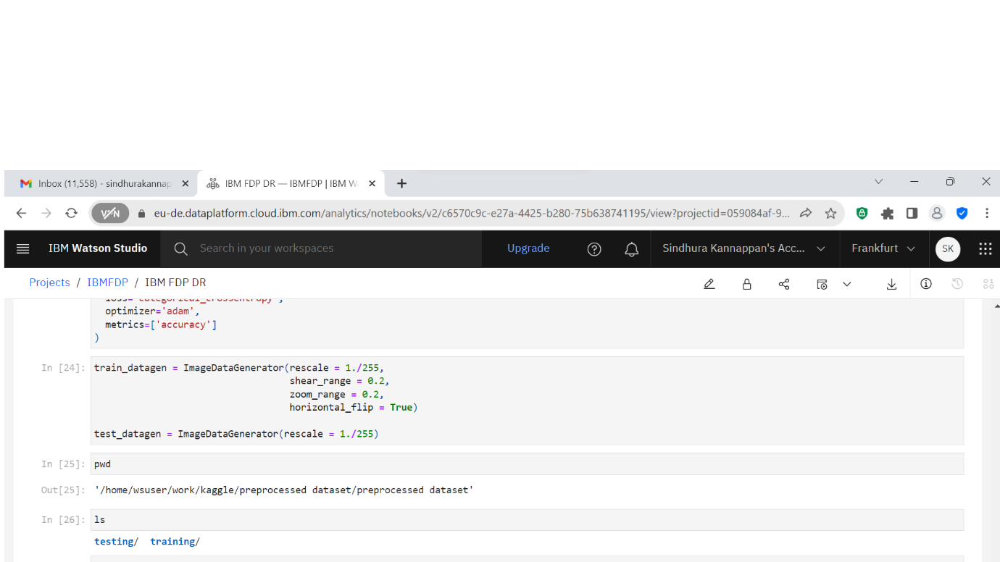 Inbox (11,558) - sindhurakannap
IBM FDP DR — IBMFDP | IBM W
VPN
eu-de.dataplatform.cloud.ibm.com/analytics/notebooks/v2/c6570c9c-e27a-4425-b280-75b638741195/view?projectid=059084af-9...
IBM Watson Studio
Search in your workspaces
Upgrade
Sindhura Kannappan's Acc...
Frankfurt
SK
Projects / IBMFDP / IBM FDP DR
loss='categorical_crossentropy',
optimizer='adam',
metrics=['accuracy']
)
In [24]: train_datagen = ImageDataGenerator(rescale = 1./255,
shear_range = 0.2,
zoom_range = 0.2,
horizontal_flip = True)
test_datagen = ImageDataGenerator(rescale = 1./255)
In [25]: pwd
Out[25]: '/home/wsuser/work/kaggle/preprocessed dataset/preprocessed dataset'
In [26]: ls
testing/ training/